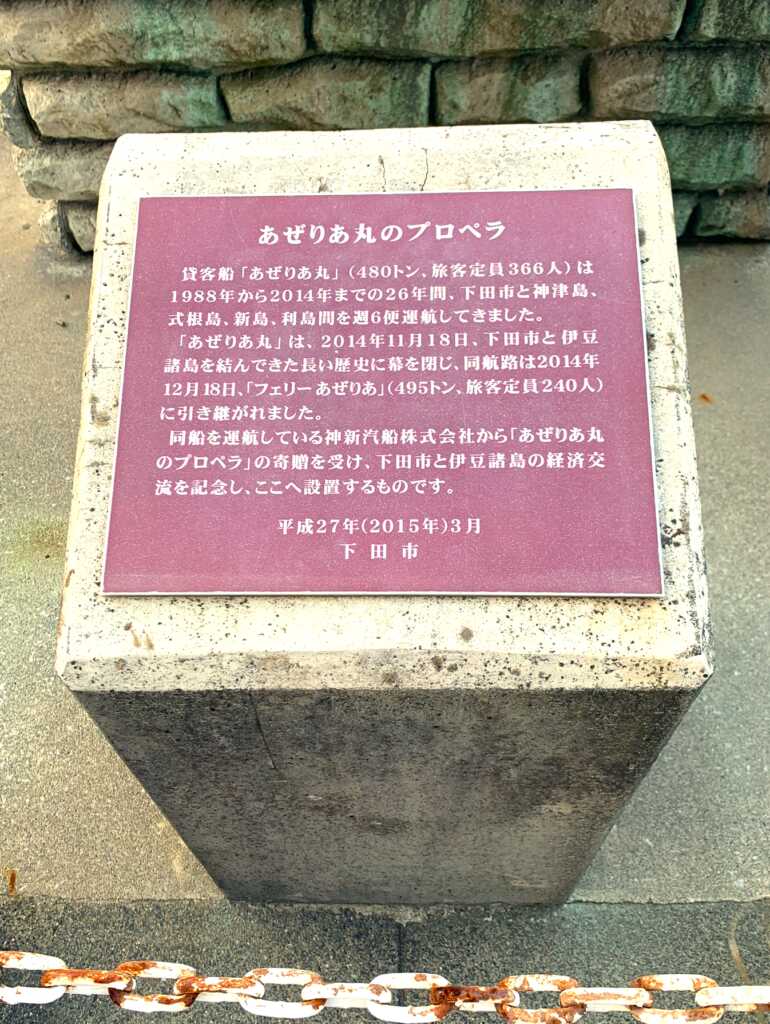 あぜりあ丸のプロペラ
貸客船「あぜりあ丸」(480トン、旅客定員366人)は
1988年から2014年までの26年間、下田市と神津島、
式根島、新島、利島間を週6便運航してきました。
「あぜりあ丸」は、2014年11月18日、下田市と伊豆
諸島を結んできた長い歴史に幕を閉じ、同航路は2014年
12月18日、「フェリーあぜりあ」(495トン、旅客定員240人)
に引き継がれました。
同船を運航している神新汽船株式会社から「あぜりあ丸
のプロペラ」の寄贈を受け、下田市と伊豆諸島の経済交
流を記念し、ここへ設置するものです。
平成27年(2015年)3月
下田市